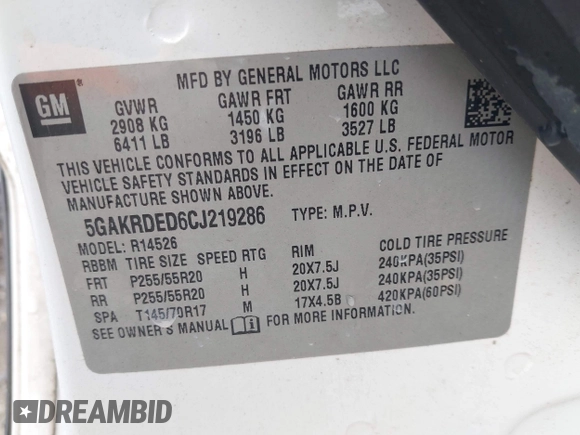 MFD BY GENERAL MOTORS LLC
GM
GVWR GAWR FRT GAWR RR
2908 KG 1450 KG 1600 KG
6411 LB 3196 LB 3527 LB
THIS VEHICLE CONFORMS TO ALL APPLICABLE U.S. FEDERAL MOTOR
VEHICLE SAFETY STANDARDS IN EFFECT ON THE DATE OF
MANUFACTURE SHOWN ABOVE.
5GAKRDED6CJ219286 TYPE: M.P.V.
MODEL: R14526
RBBM TIRE SIZE SPEED RTG RIM COLD TIRE PRESSURE
FRT P255/55R20 H 20X7.5J 240KPA(35PSI)
RR P255/55R20 H 20X7.5J 240KPA(35PSI)
SPA T145/70R17 M 17X4.5B 420KPA(60PSI)
SEE OWNER'S MANUAL FOR MORE INFORMATION.
DREAMBID